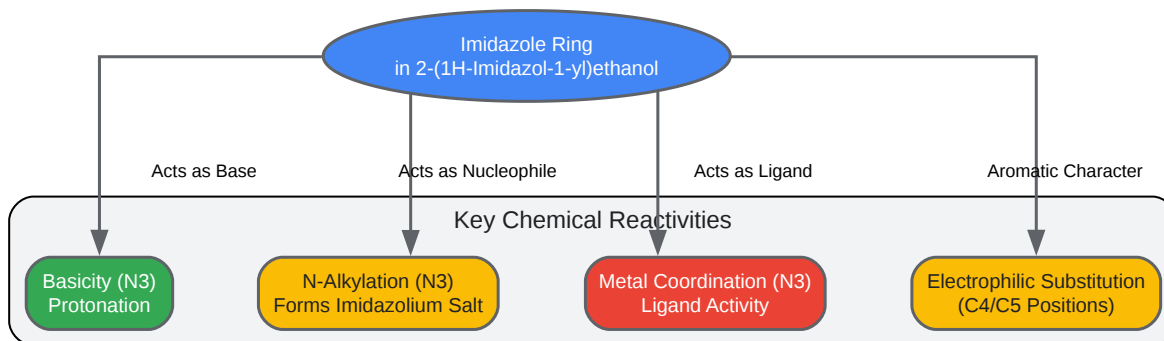 Imidazole Ring
in 2-(1H-Imidazol-1-yl)ethanol
Acts as Base
Acts as Nucleophile
Acts as Ligand
Aromatic Character
Key Chemical Reactivities
Basicity (N3)
Protonation
N-Alkylation (N3)
Forms Imidazolium Salt
Metal Coordination (N3)
Ligand Activity
Electrophilic Substitution
(C4/C5 Positions)